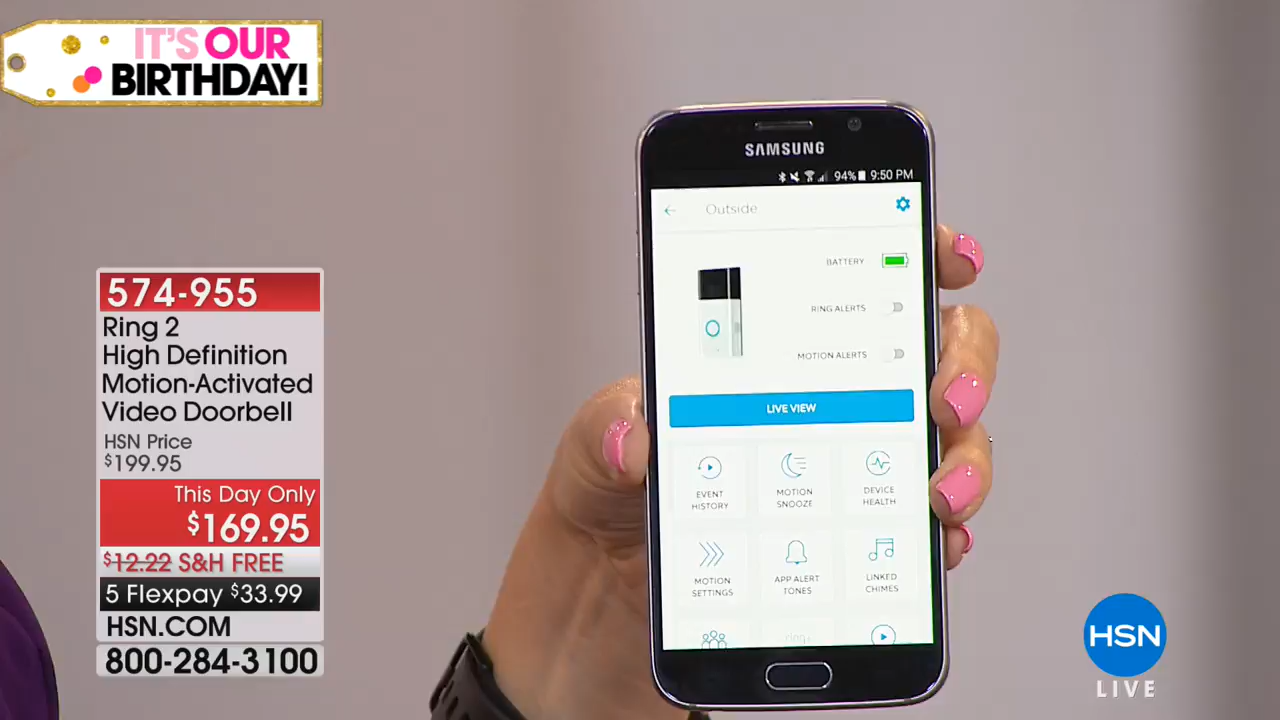 IT'S OUR
BIRTHDAY!
574-955
Ring 2
High Definition
Motion-Activated
Video Doorbell
HSN Price
$199.95
This Day Only
$169.95
$12.22 S&H FREE
5 Flexpay $33.99
HSN.COM
800-284-3100
SAMSUNG
94% 9:50 PM
Outside
BATTERY
RING ALERTS
MOTION ALERTS
LIVE VIEW
EVENT
HISTORY
MOTION
SNOOZE
DEVICE
HEALTH
MOTION
SETTINGS
APP ALERT
TONES
LINKED
CHIMES
ring+
HSN
LIVE